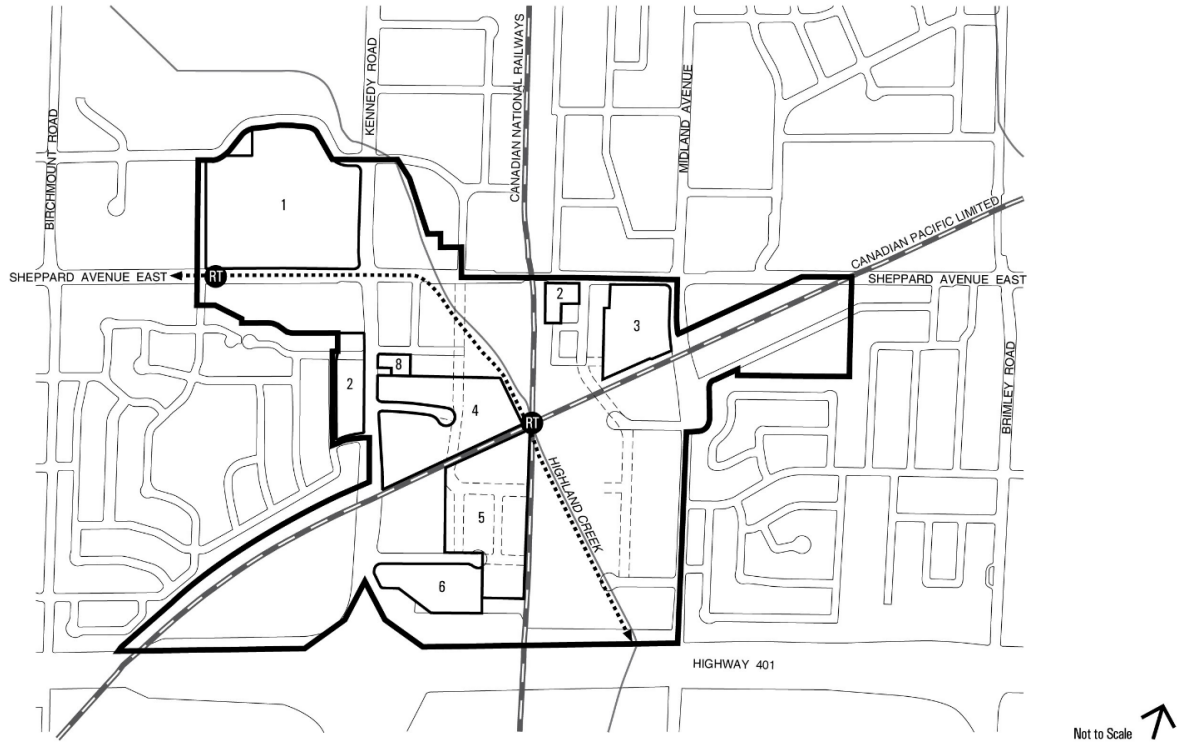 BIRCHMOUNT ROAD
KENNEDY ROAD
CANADIAN NATIONAL RAILWAYS
MIDLAND AVENUE
CANADIAN PACIFIC LIMITED
1
SHEPPARD AVENUE EAST
RT
SHEPPARD AVENUE EAST
2
3
BRIMLEY ROAD
8
2
4
RT
HIGHLAND CREEK
5
6
HIGHWAY 401
Not to Scale